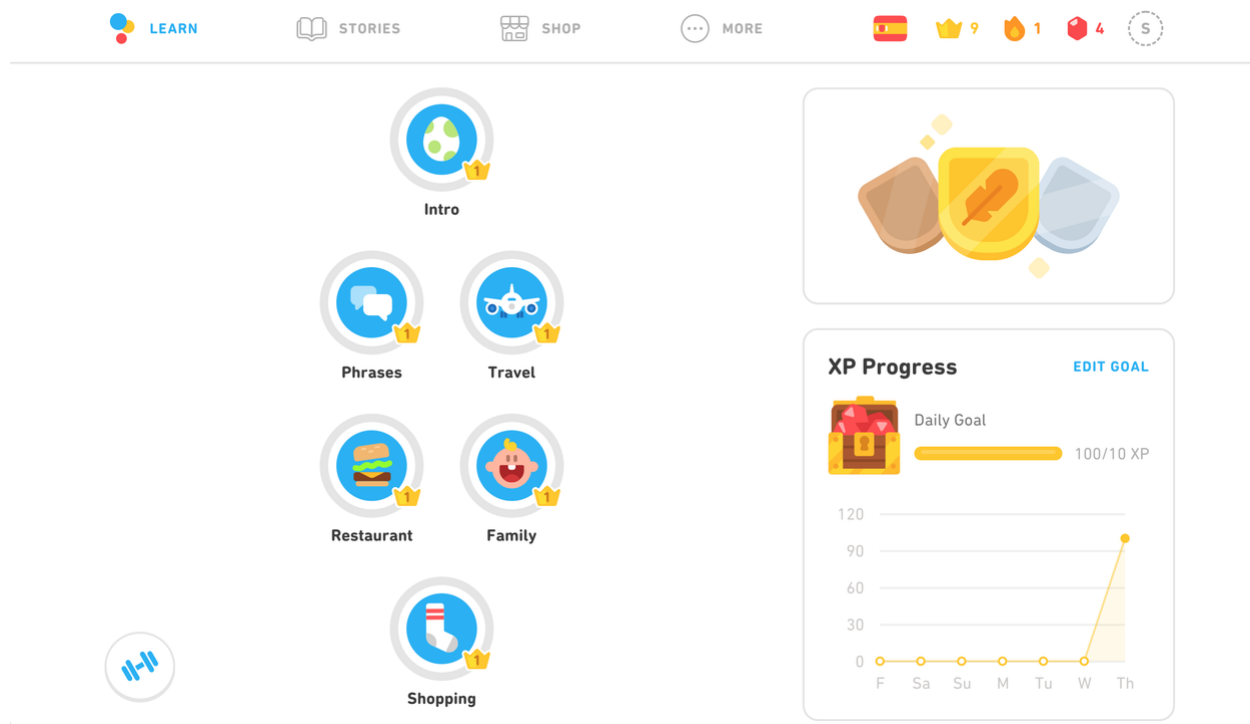 LEARN STORIES SHOP MORE 9 1 4 S
1
Intro
1 1
Phrases Travel
1 1
Restaurant Family
1
Shopping
XP Progress EDIT GOAL
Daily Goal
100/10 XP
120
90
60
30
0
F Sa Su M Tu W Th